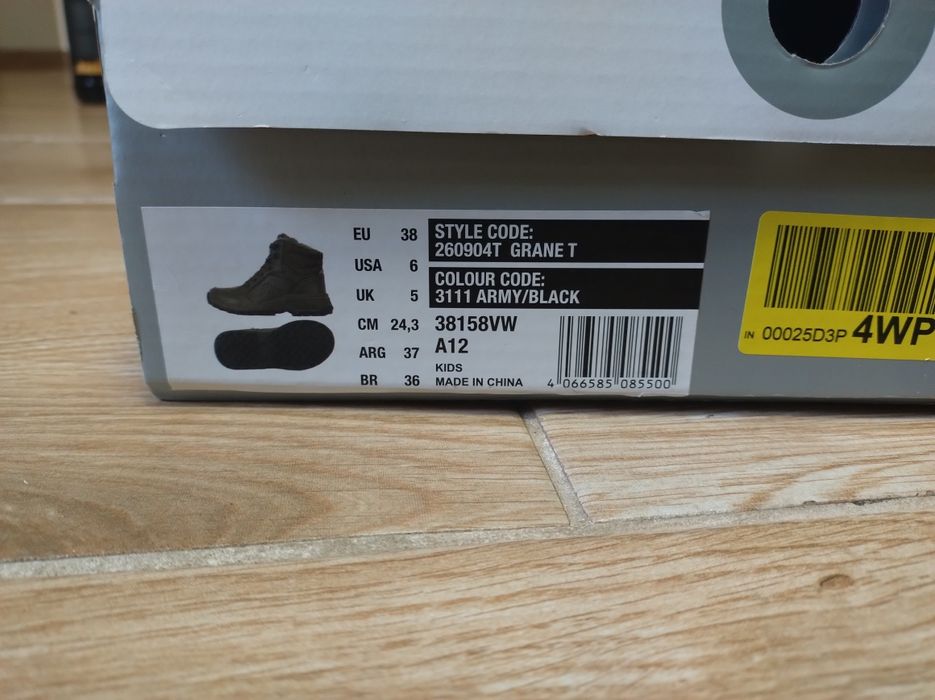 EU 38
USA 6
UK 5
CM 24,3
ARG 37
BR 36
STYLE CODE:
260904T GRANE T
COLOUR CODE:
3111 ARMY/BLACK
38158VW
A12
KIDS
MADE IN CHINA
4 066585 085500
IN 00025D3P 4WP